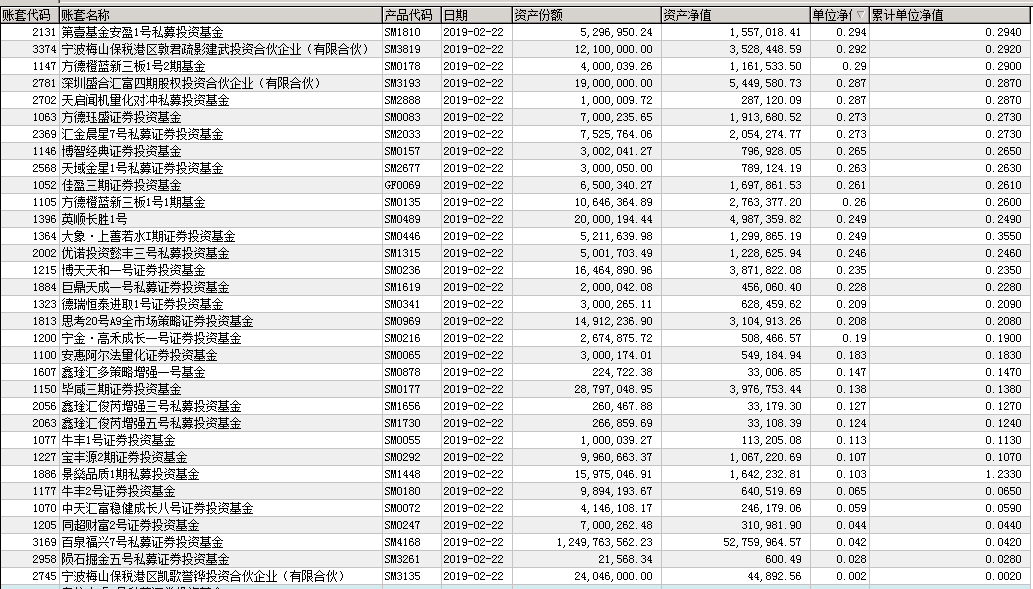 账套代码 账套名称 产品代码 日期 资产份额 资产净值 单位净值 累计单位净值
2131 第壹基金安盈1号私募投资基金 SM1810 2019-02-22 5,296,950.24 1,557,018.41 0.294 0.2940
3374 宁波梅山保税港区敦君疏影建武投资合伙企业（有限合伙） SM3819 2019-02-22 12,100,000.00 3,528,448.59 0.292 0.2920
1147 方德橙蓝新三板1号2期基金 SM0178 2019-02-22 4,000,039.26 1,161,533.50 0.29 0.2900
2781 深圳盛合汇富四期股权投资合伙企业（有限合伙） SM3193 2019-02-22 19,000,000.00 5,449,580.73 0.287 0.2870
2702 天启闻机量化对冲私募投资基金 SM2888 2019-02-22 1,000,009.72 287,120.09 0.287 0.2870
1063 方德珏盛证券投资基金 SM0083 2019-02-22 7,000,235.65 1,913,680.52 0.273 0.2730
2369 汇金晨星7号私募证券投资基金 SM2033 2019-02-22 7,525,764.06 2,054,274.77 0.273 0.2730
1146 博智经典证券投资基金 SM0157 2019-02-22 3,002,041.27 796,928.05 0.265 0.2650
2568 天域金星1号私募证券投资基金 SM2677 2019-02-22 3,000,050.00 789,124.19 0.263 0.2630
1052 佳盈三期证券投资基金 GF0069 2019-02-22 6,500,340.27 1,697,861.53 0.261 0.2610
1105 方德橙蓝新三板1号1期基金 SM0135 2019-02-22 10,646,364.89 2,763,377.20 0.26 0.2600
1396 英顺长胜1号 SM0489 2019-02-22 20,000,194.44 4,987,359.82 0.249 0.2490
1364 大象·上善若水I期证券投资基金 SM0446 2019-02-22 5,211,639.98 1,299,865.19 0.249 0.3550
2002 优诺投资懿丰三号私募投资基金 SM1315 2019-02-22 5,001,703.49 1,228,625.94 0.246 0.2460
1215 博天天和一号证券投资基金 SM0236 2019-02-22 16,464,890.96 3,871,822.08 0.235 0.2350
1884 巨鼎天成一号私募证券投资基金 SM1619 2019-02-22 2,000,042.08 456,060.40 0.228 0.2280
1323 德瑞恒泰进取1号证券投资基金 SM0341 2019-02-22 3,000,265.11 628,459.62 0.209 0.2090
1813 思考20号A9全市场策略证券投资基金 SM0969 2019-02-22 14,912,236.90 3,104,913.26 0.208 0.2080
1200 宁金·高禾成长一号证券投资基金 SM0216 2019-02-22 2,674,875.72 508,466.57 0.19 0.1900
1100 安惠阿尔法量化证券投资基金 SM0065 2019-02-22 3,000,174.01 549,184.94 0.183 0.1830
1607 鑫琻汇多策略增强一号基金 SM0878 2019-02-22 224,722.38 33,006.85 0.147 0.1470
1150 毕咸三期证券投资基金 SM0177 2019-02-22 28,797,048.95 3,976,753.44 0.138 0.1380
2056 鑫琻汇俊芮增强三号私募投资基金 SM1656 2019-02-22 260,467.88 33,179.30 0.127 0.1270
2063 鑫琻汇俊芮增强五号私募投资基金 SM1730 2019-02-22 266,859.69 33,108.39 0.124 0.1240
1077 牛丰1号证券投资基金 SM0055 2019-02-22 1,000,039.27 113,205.08 0.113 0.1130
1227 宝丰源2期证券投资基金 SM0292 2019-02-22 9,960,663.37 1,067,220.69 0.107 0.1070
1886 景燊品质1期私募投资基金 SM1448 2019-02-22 15,975,046.91 1,642,232.81 0.103 1.2330
1177 牛丰2号证券投资基金 SM0180 2019-02-22 9,894,193.67 640,519.69 0.065 0.0650
1070 中天汇富稳健成长八号证券投资基金 SM0072 2019-02-22 4,146,108.17 246,179.06 0.059 0.0590
1205 同超财富2号证券投资基金 SM0247 2019-02-22 7,000,262.48 310,981.90 0.044 0.0440
3169 百泉福兴7号私募证券投资基金 SM4168 2019-02-22 1,249,763,562.23 52,759,964.57 0.042 0.0420
2958 陨石掘金五号私募证券投资基金 SM3261 2019-02-22 21,568.34 600.49 0.028 0.0280
2745 宁波梅山保税港区凯歌誉铧投资合伙企业（有限合伙） SM3135 2019-02-22 24,046,000.00 44,892.56 0.002 0.0020